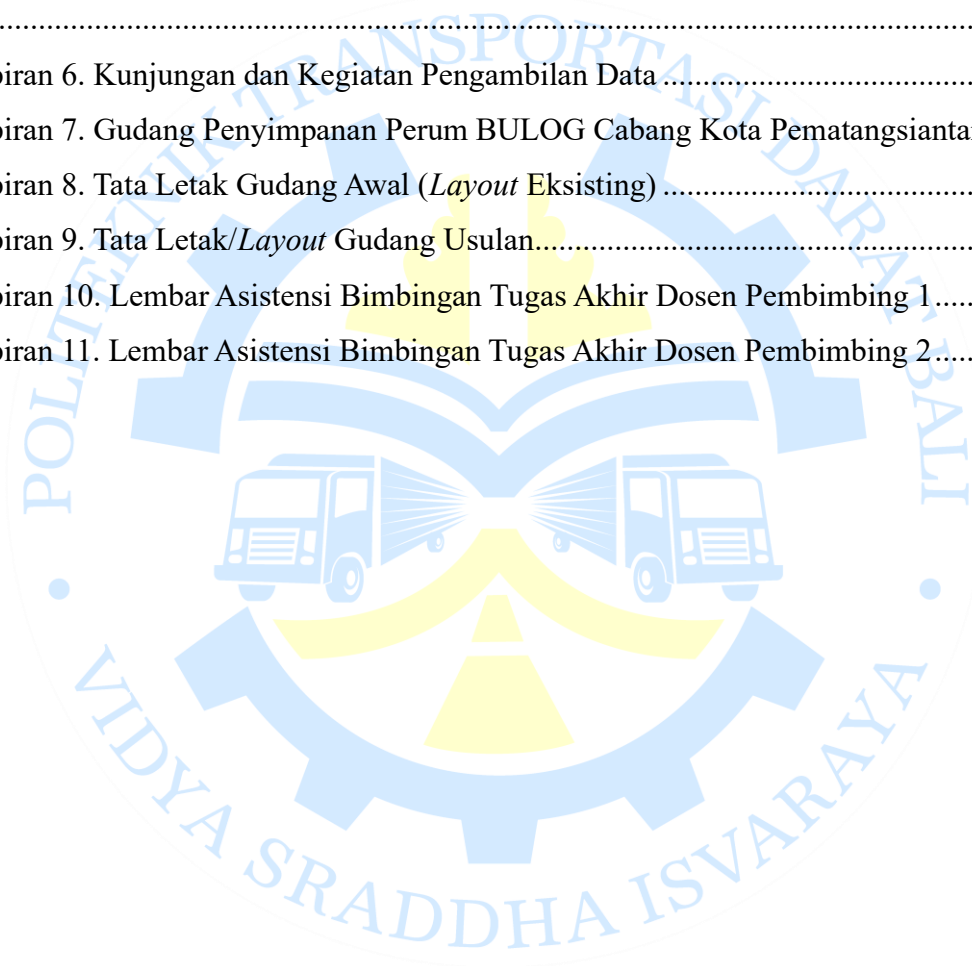 ..........................................................................................................
piran 6. Kunjungan dan Kegiatan Pengambilan Data ..................................
piran 7. Gudang Penyimpanan Perum BULOG Cabang Kota Pematangsiantar
piran 8. Tata Letak Gudang Awal (Layout Eksisting) ..................................
piran 9. Tata Letak/Layout Gudang Usulan................................................
piran 10. Lembar Asistensi Bimbingan Tugas Akhir Dosen Pembimbing 1.....
piran 11. Lembar Asistensi Bimbingan Tugas Akhir Dosen Pembimbing 2.....
POLITEKNIK TRANSPORTASI DARAT BALI
VIDYA SRADDHA ISVARAYA